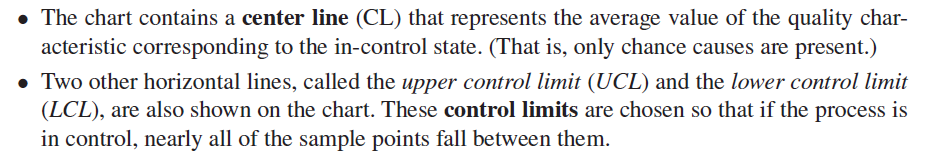 • The chart contains a center line (CL) that represents the average value of the quality char-
acteristic corresponding to the in-control state. (That is, only chance causes are present.)
• Two other horizontal lines, called the upper control limit (UCL) and the lower control limit
(LCL), are also shown on the chart. These control limits are chosen so that if the process is
in control, nearly all of the sample points fall between them.